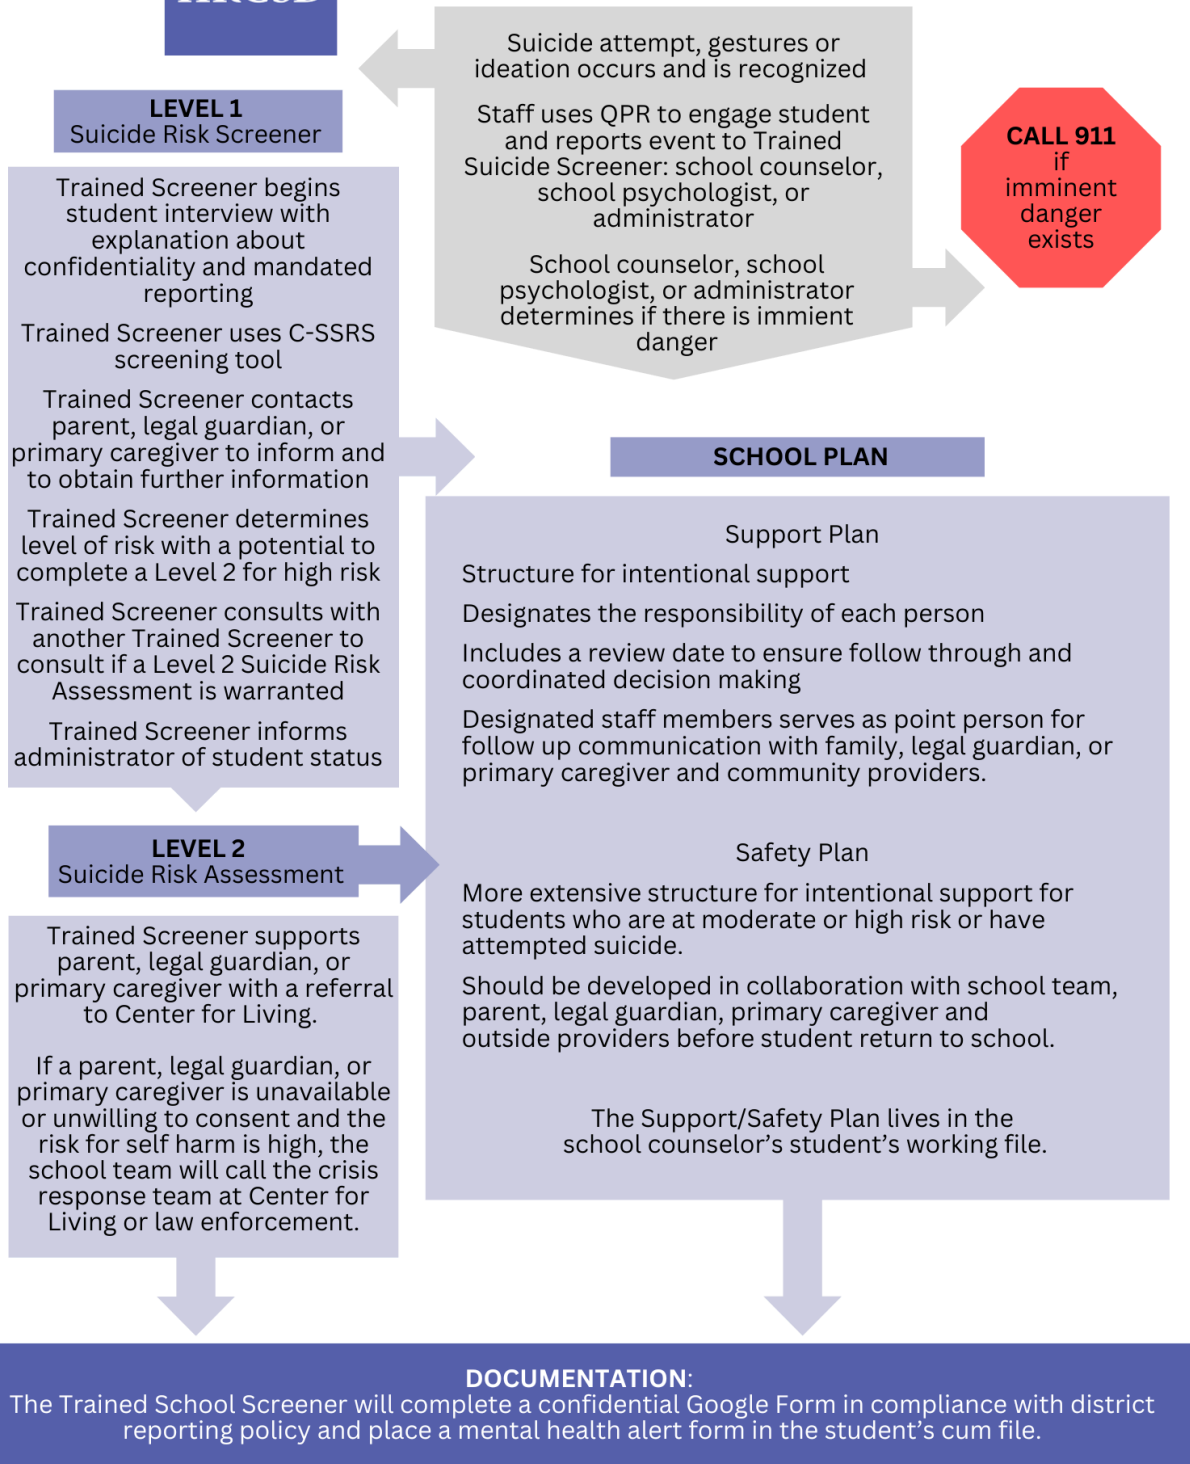 HRCSD
Suicide attempt, gestures or
ideation occurs and is recognized
Staff uses QPR to engage student
and reports event to Trained
Suicide Screener: school counselor,
school psychologist, or
administrator
School counselor, school
psychologist, or administrator
determines if there is immient
danger
CALL 911
if
imminent
danger
exists
LEVEL 1
Suicide Risk Screener
Trained Screener begins
student interview with
explanation about
confidentiality and mandated
reporting
Trained Screener uses C-SSRS
screening tool
Trained Screener contacts
parent, legal guardian, or
primary caregiver to inform and
to obtain further information
Trained Screener determines
level of risk with a potential to
complete a Level 2 for high risk
Trained Screener consults with
another Trained Screener to
consult if a Level 2 Suicide Risk
Assessment is warranted
Trained Screener informs
administrator of student status
LEVEL 2
Suicide Risk Assessment
Trained Screener supports
parent, legal guardian, or
primary caregiver with a referral
to Center for Living.
If a parent, legal guardian, or
primary caregiver is unavailable
or unwilling to consent and the
risk for self harm is high, the
school team will call the crisis
response team at Center for
Living or law enforcement.
SCHOOL PLAN
Support Plan
Structure for intentional support
Designates the responsibility of each person
Includes a review date to ensure follow through and
coordinated decision making
Designated staff members serves as point person for
follow up communication with family, legal guardian, or
primary caregiver and community providers.
Safety Plan
More extensive structure for intentional support for
students who are at moderate or high risk or have
attempted suicide.
Should be developed in collaboration with school team,
parent, legal guardian, primary caregiver and
outside providers before student return to school.
The Support/Safety Plan lives in the
school counselor’s student’s working file.
DOCUMENTATION:
The Trained School Screener will complete a confidential Google Form in compliance with district
reporting policy and place a mental health alert form in the student’s cum file.